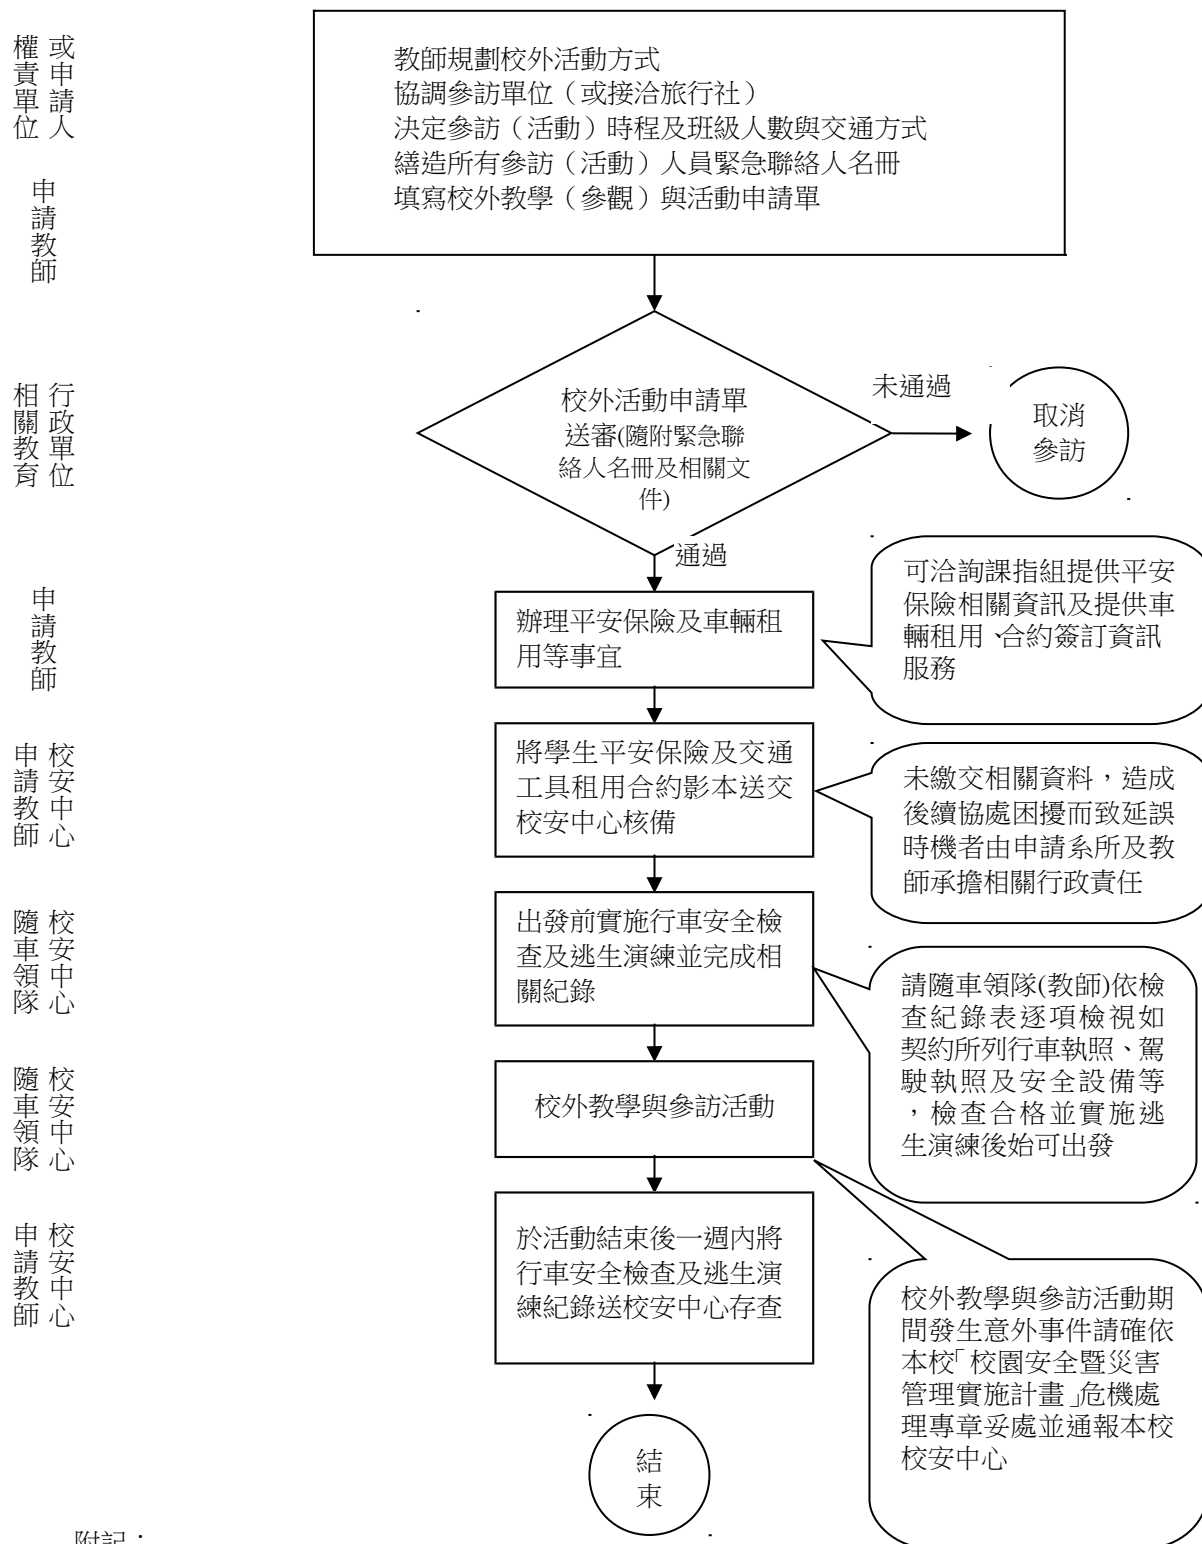 權責單位
或申請人
教師規劃校外活動方式
協調參訪單位（或接洽旅行社）
決定參訪（活動）時程及班級人數與交通方式
繕造所有參訪（活動）人員緊急聯絡人名冊
填寫校外教學（參觀）與活動申請單
申請教師
相關教育
行政單位
校外活動申請單
送審(隨附緊急聯
絡人名冊及相關文
件)
未通過
取消
參訪
通過
申請教師
辦理平安保險及車輛租
用等事宜
可洽詢課指組提供平安
保險相關資訊及提供車
輛租用、合約簽訂資訊
服務
申請教師
校安中心
將學生平安保險及交通
工具租用合約影本送交
校安中心核備
未繳交相關資料，造成
後續協處困擾而致延誤
時機者由申請系所及教
師承擔相關行政責任
隨車領隊
校安中心
出發前實施行車安全檢
查及逃生演練並完成相
關紀錄
請隨車領隊(教師)依檢
查紀錄表逐項檢視如
契約所列行車執照、駕
駛執照及安全設備等
，檢查合格並實施逃
生演練後始可出發
隨車領隊
校安中心
校外教學與參訪活動
申請教師
校安中心
於活動結束後一週內將
行車安全檢查及逃生演
練紀錄送校安中心存查
校外教學與參訪活動期
間發生意外事件請確依
本校「校園安全暨災害
管理實施計畫」危機處
理專章妥處並通報本校
校安中心
結
束
附記：